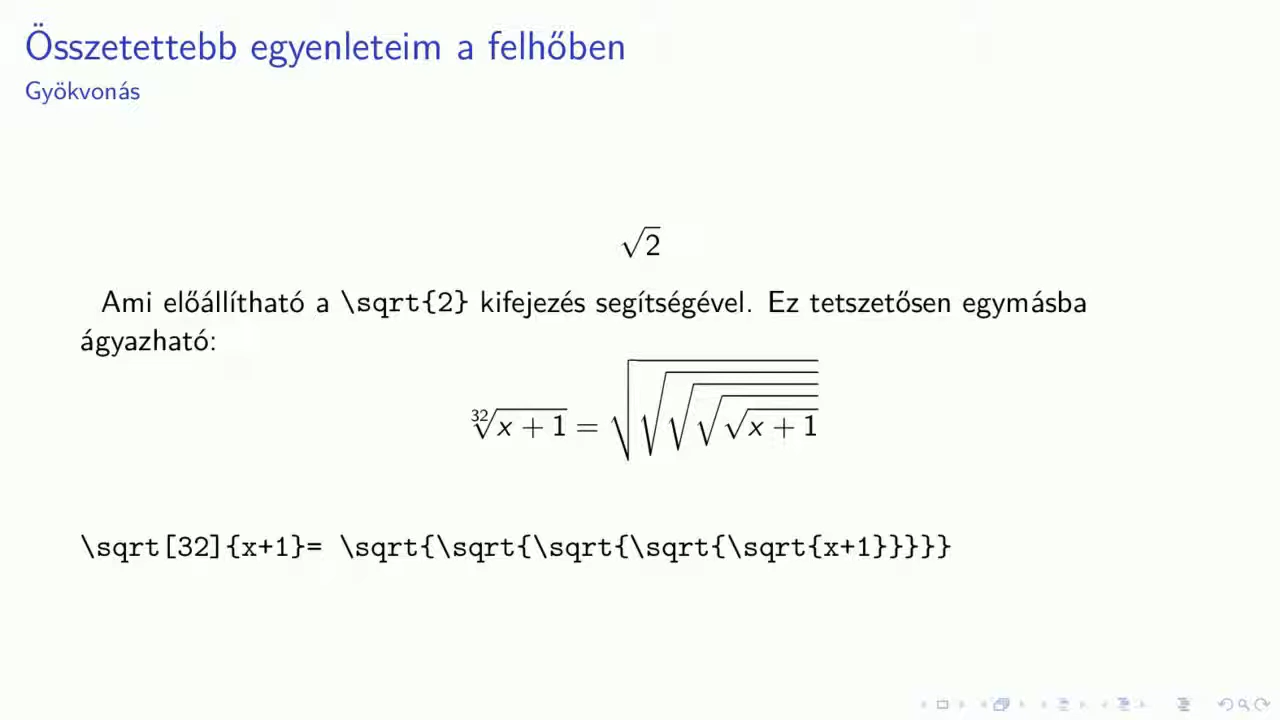 Összetettebb egyenleteim a felhőben
Gyökvonás
√2
Ami előállítható a \sqrt{2} kifejezés segítségével. Ez tetszetősen egymásba
ágyazható:
∛[32]{x + 1} = √√√√√x + 1
\sqrt[32]{x+1}= \sqrt{\sqrt{\sqrt{\sqrt{\sqrt{x+1}}}}}